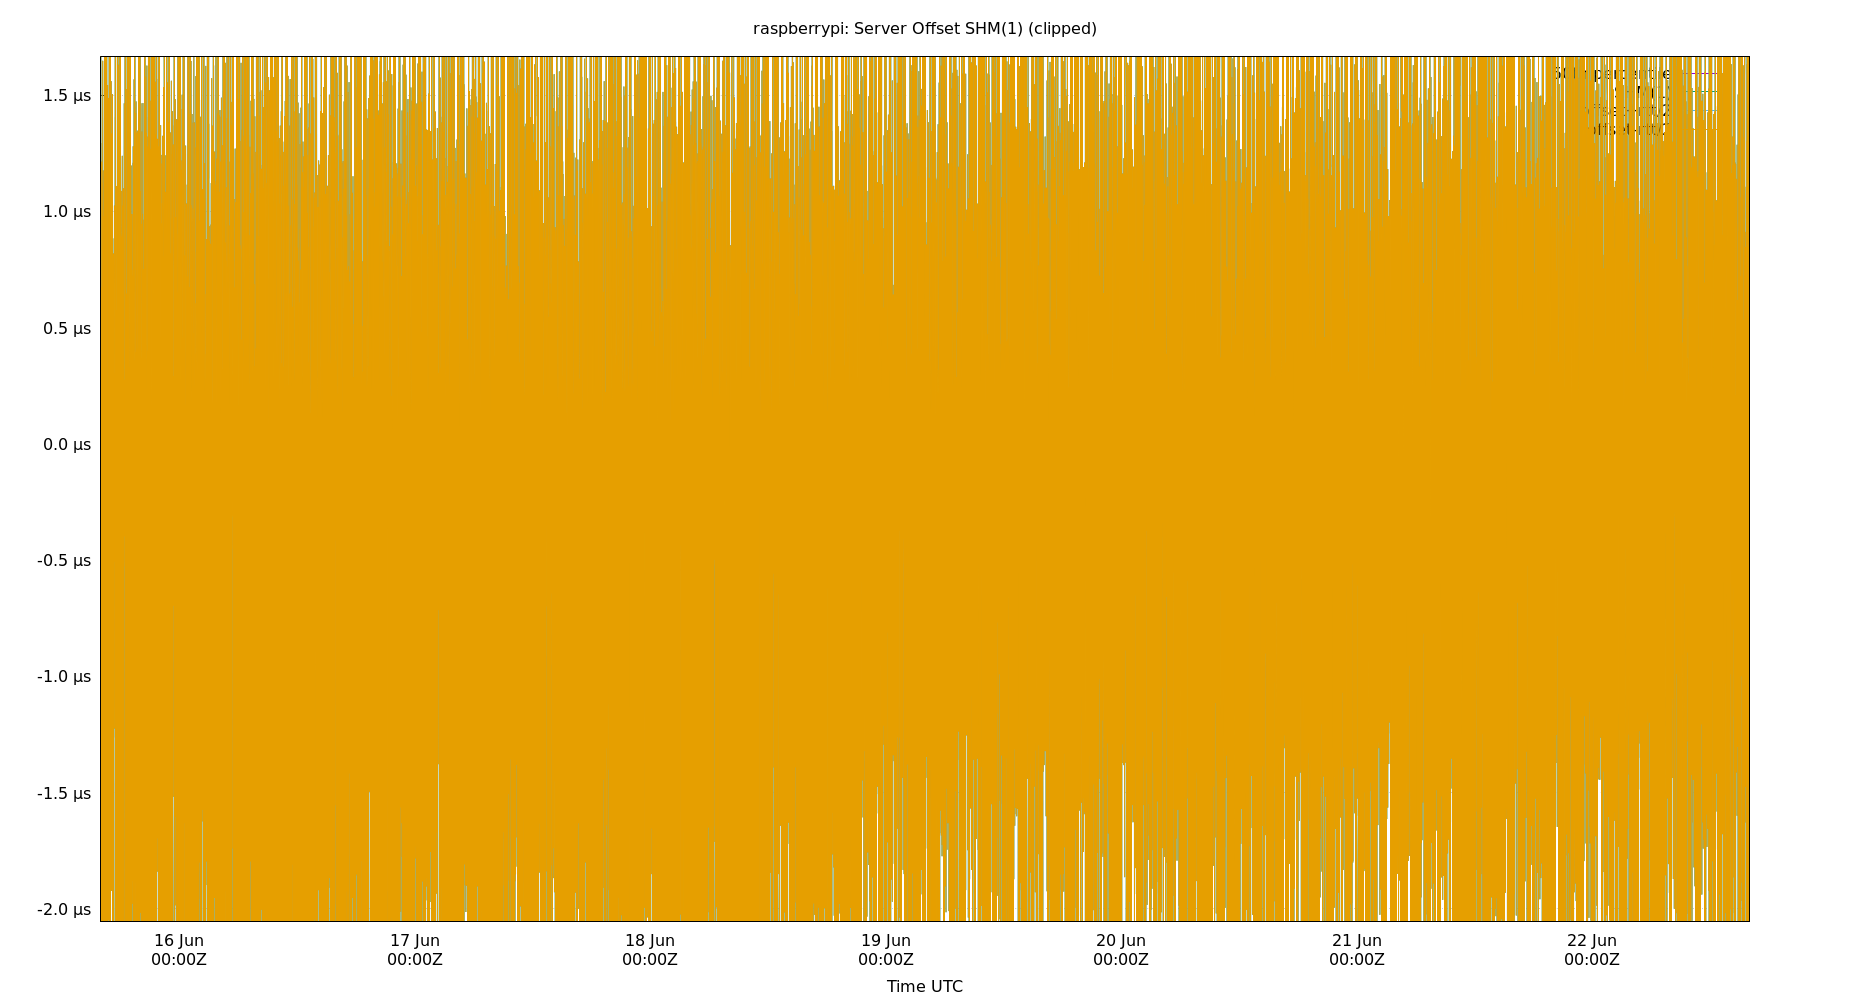 raspberrypi: Server Offset SHM(1) (clipped)
1.5 µs
1.0 µs
0.5 µs
0.0 µs
-0.5 µs
-1.0 µs
-1.5 µs
-2.0 µs
16 Jun 17 Jun 18 Jun 19 Jun 20 Jun 21 Jun 22 Jun
00:00Z 00:00Z 00:00Z 00:00Z 00:00Z 00:00Z 00:00Z
Time UTC